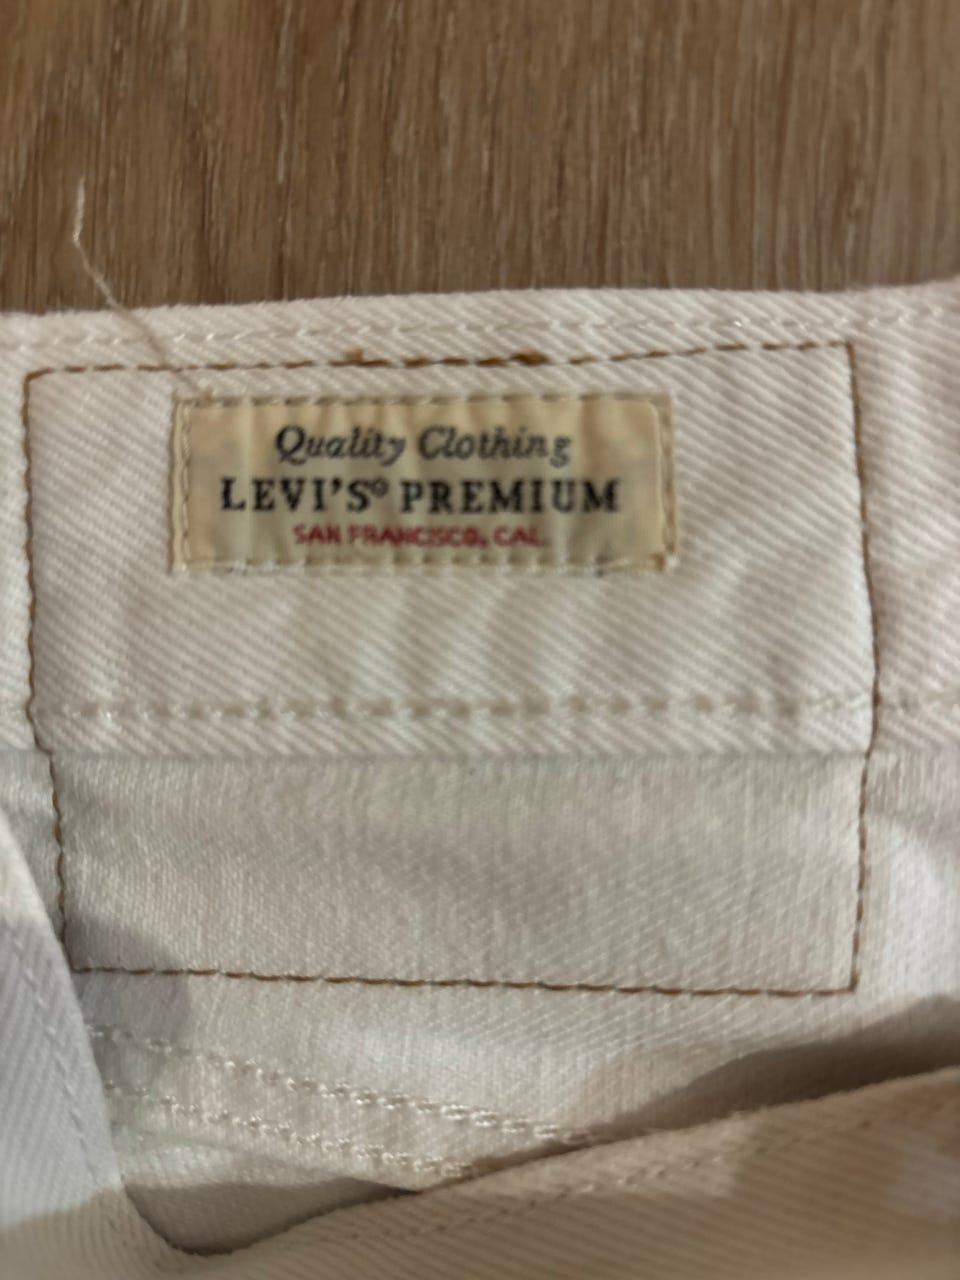 Quality Clothing
LEVI'S® PREMIUM
SAN FRANCISCO, CAL.